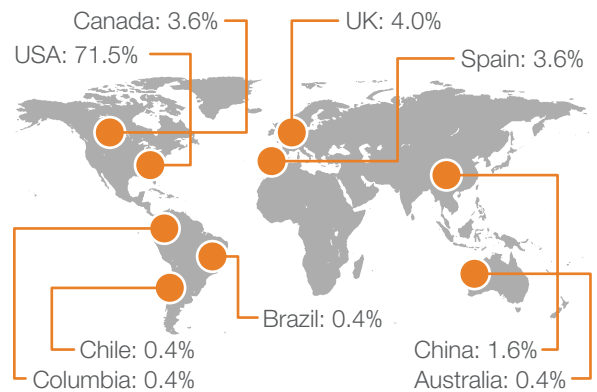 Canada: 3.6%
UK: 4.0%
USA: 71.5%
Spain: 3.6%
Brazil: 0.4%
Chile: 0.4%
China: 1.6%
Columbia: 0.4%
Australia: 0.4%